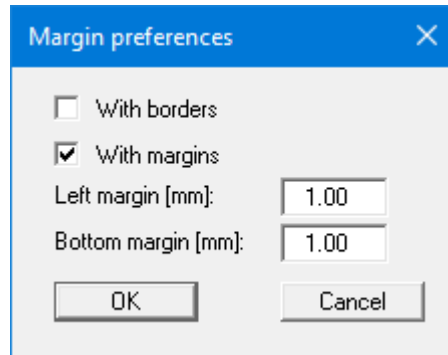 Margin preferences
With borders
With margins
Left margin [mm]: 1.00
Bottom margin [mm]: 1.00
OK Cancel